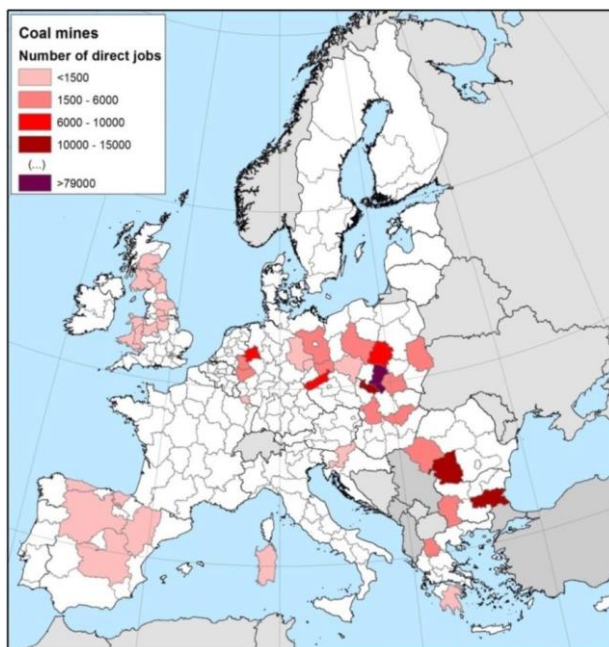 Coal mines
Number of direct jobs
<1500
1500 - 6000
6000 - 10000
10000 - 15000
(...)
>79000